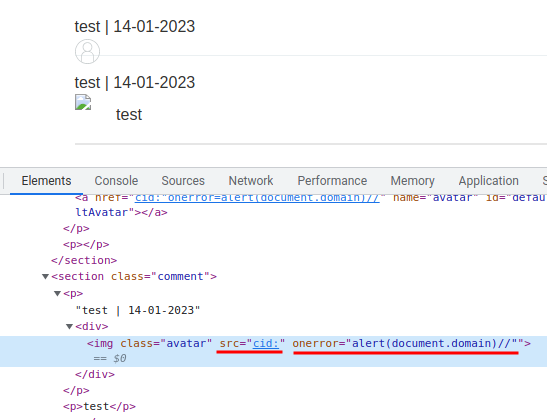 test | 14-01-2023
test | 14-01-2023
test
Elements Console Sources Network Performance Memory Application S
<a href="cid:"onerror=alert(document.domain)//" name="avatar" id="defau
ltAvatar"></a>
</p>
<p></p>
</section>
<section class="comment">
<p>
"test | 14-01-2023"
<div>
<img class="avatar" src="cid:" onerror="alert(document.domain)//"">
== $0
</div>
</p>
<p>test</p>